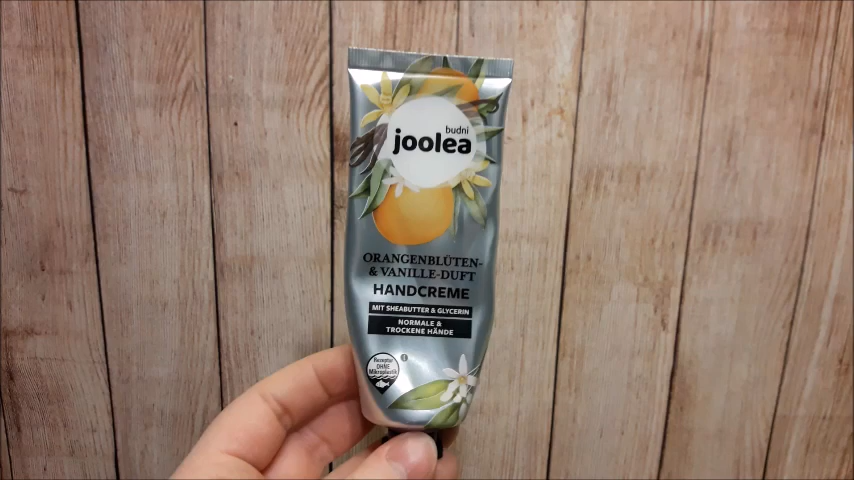 budni
joolea
ORANGENBLÜTEN-
& VANILLE-DUFT
HANDCREME
MIT SHEABUTTER & GLYCERIN
NORMALE &
TROCKENE HÄNDE
Rezeptur
OHNE
Mikroplastik